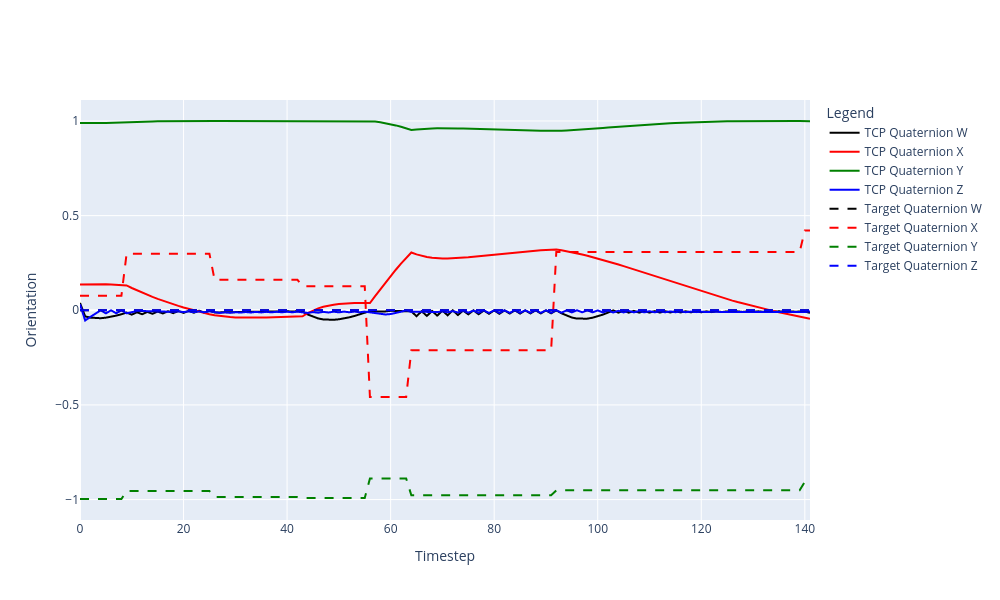 Legend
TCP Quaternion W
TCP Quaternion X
TCP Quaternion Y
TCP Quaternion Z
Target Quaternion W
Target Quaternion X
Target Quaternion Y
Target Quaternion Z
Orientation
1
0.5
0
−0.5
−1
0 20 40 60 80 100 120 140
Timestep